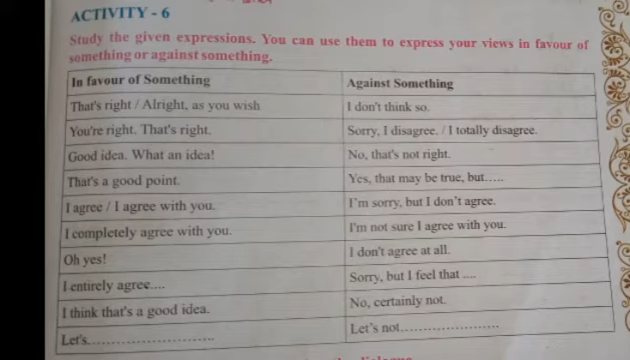 ACTIVITY - 6
Study the given expressions. You can use them to express your views in favour of
something or against something.
In favour of Something Against Something
That's right / Alright, as you wish I don't think so.
You're right. That's right. Sorry, I disagree. / I totally disagree.
Good idea. What an idea! No, that's not right.
That's a good point. Yes, that may be true, but.....
I agree / I agree with you. I'm sorry, but I don't agree.
I completely agree with you. I'm not sure I agree with you.
Oh yes! I don't agree at all.
I entirely agree.... Sorry, but I feel that ....
I think that's a good idea. No, certainly not.
Let's............................ Let's not......................